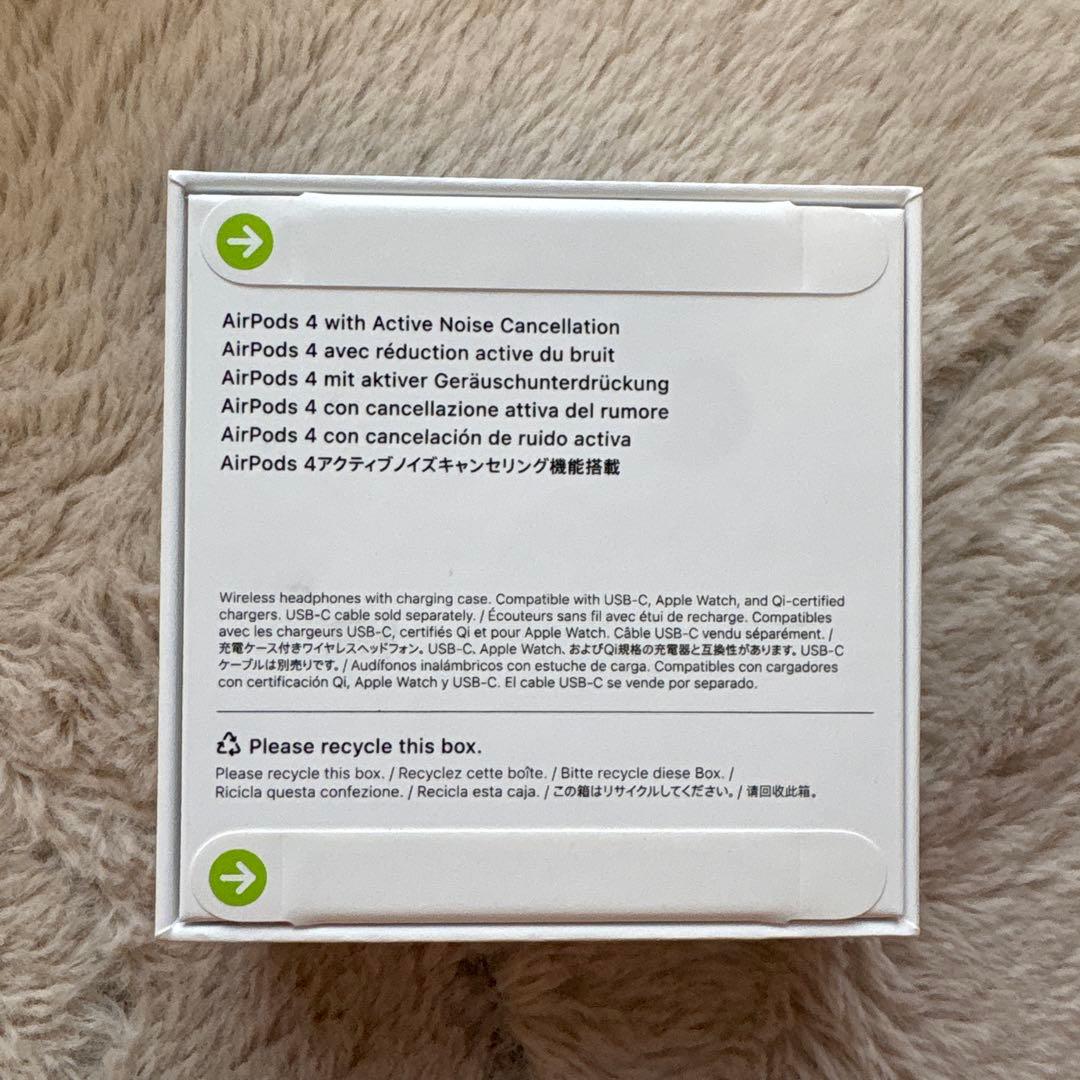 AirPods 4 with Active Noise Cancellation
AirPods 4 avec réduction active du bruit
AirPods 4 mit aktiver Geräuschunterdrückung
AirPods 4 con cancellazione attiva del rumore
AirPods 4 con cancelación de ruido activa
AirPods 4アクティブノイズキャンセリング機能搭載
Wireless headphones with charging case. Compatible with USB-C, Apple Watch, and Qi-certified
chargers. USB-C cable sold separately. / Écouteurs sans fil avec étui de recharge. Compatibles
avec les chargeurs USB-C, certifiés Qi et pour Apple Watch. Câble USB-C vendu séparément. /
充電ケース付きワイヤレスヘッドフォン。USB-C、Apple Watch、およびQi規格の充電器と互換性があります。USB-C
ケーブルは別売りです。/ Audífonos inalámbricos con estuche de carga. Compatibles con cargadores
con certificación Qi, Apple Watch y USB-C. El cable USB-C se vende por separado.
Please recycle this box.
Please recycle this box. / Recyclez cette boîte. / Bitte recycle diese Box. /
Ricicla questa confezione. / Recicla esta caja. / この箱はリサイクルしてください。/ 请回收此箱。